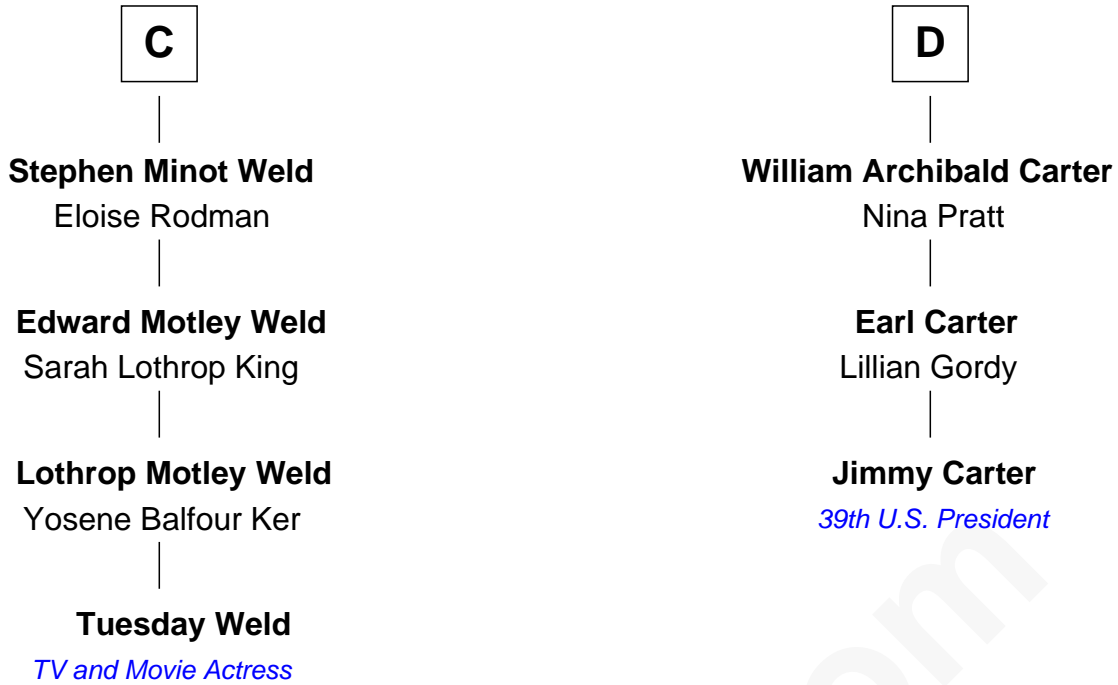 C
Stephen Minot Weld
Eloise Rodman
Edward Motley Weld
Sarah Lothrop King
Lothrop Motley Weld
Yosene Balfour Ker
Tuesday Weld
TV and Movie Actress
D
William Archibald Carter
Nina Pratt
Earl Carter
Lillian Gordy
Jimmy Carter
39th U.S. President
om